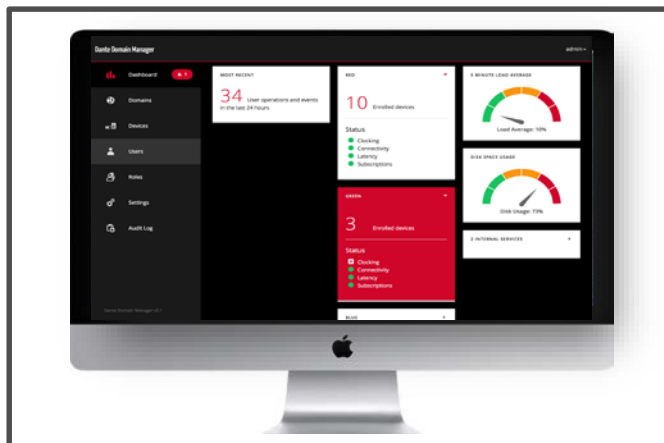 Dante Domain Manager
admin
Dashboard
Domains
Devices
Users
Roles
Settings
Audit Log
MOST RECENT
34 User operations and events
in the last 24 hours
RED
10 Enrolled devices
Status
Clocking
Connectivity
Latency
Subscriptions
GREEN
3 Enrolled devices
Status
Clocking
Connectivity
Latency
Subscriptions
BLUE
5 MINUTE LOAD AVERAGE
Load Average: 10%
DISK SPACE USAGE
Disk Usage: 73%
2 INTERNAL SERVICES